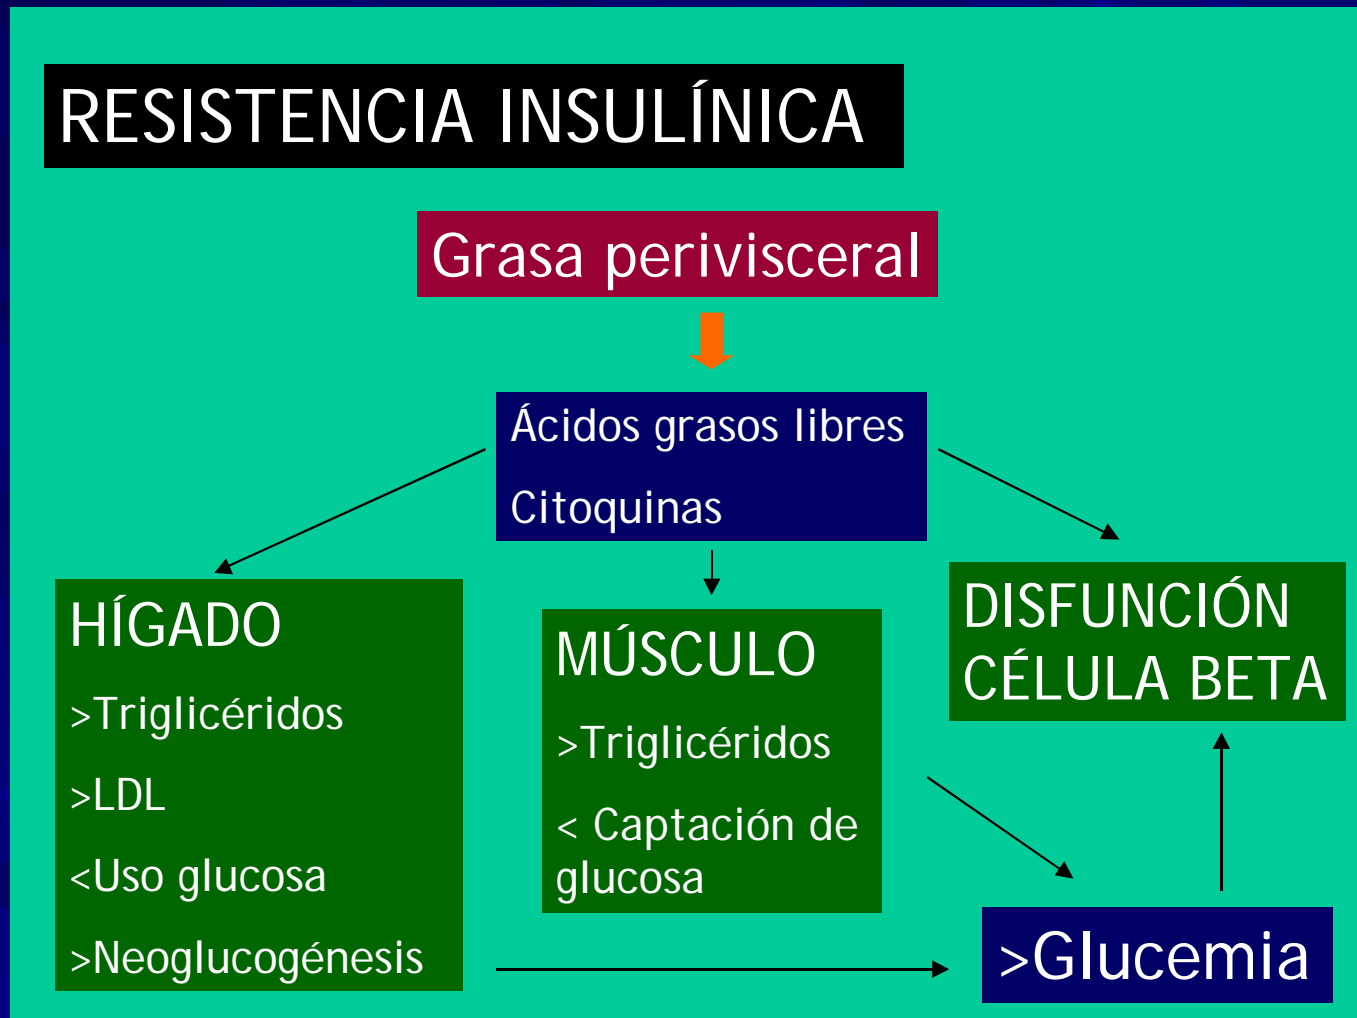 RESISTENCIA INSULÍNICA
Grasa perivisceral
Ácidos grasos libres
Citoquinas
HÍGADO
>Triglicéridos
>LDL
<Uso glucosa
>Neoglucogénesis
MÚSCULO
>Triglicéridos
< Captación de
glucosa
DISFUNCIÓN
CÉLULA BETA
>Glucemia